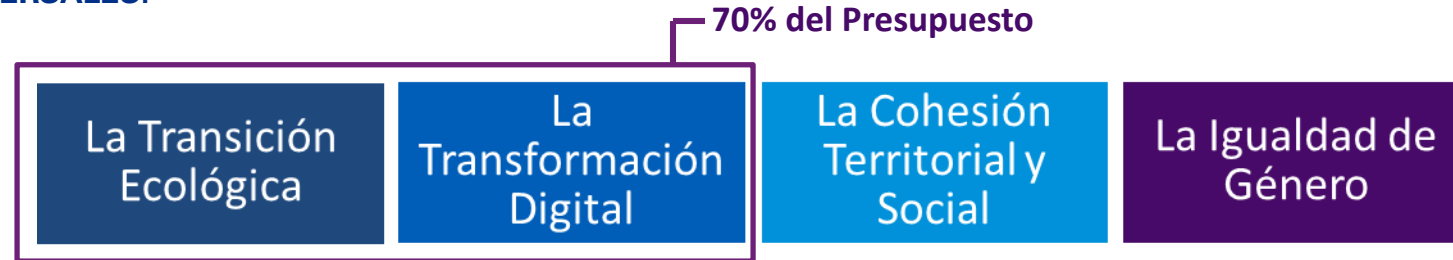 70% del Presupuesto
La Transición
Ecológica
La
Transformación
Digital
La Cohesión
Territorial y
Social
La Igualdad de
Género